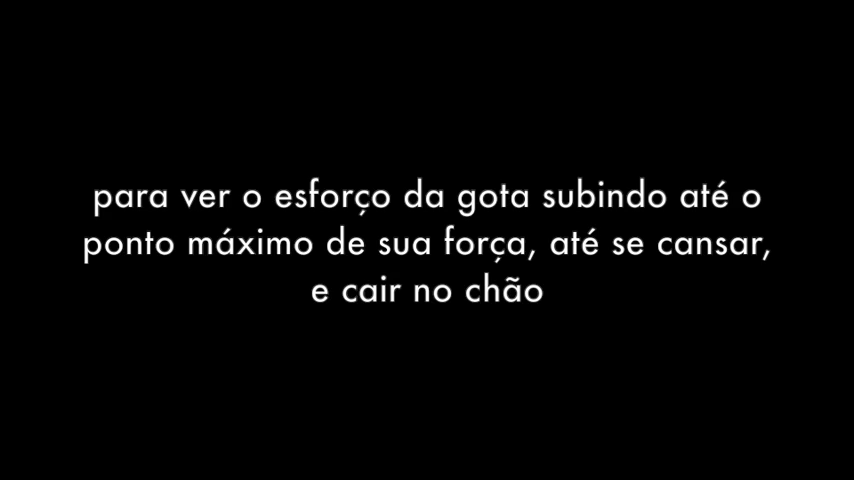 para ver o esforço da gota subindo até o
ponto máximo de sua força, até se cansar,
e cair no chão